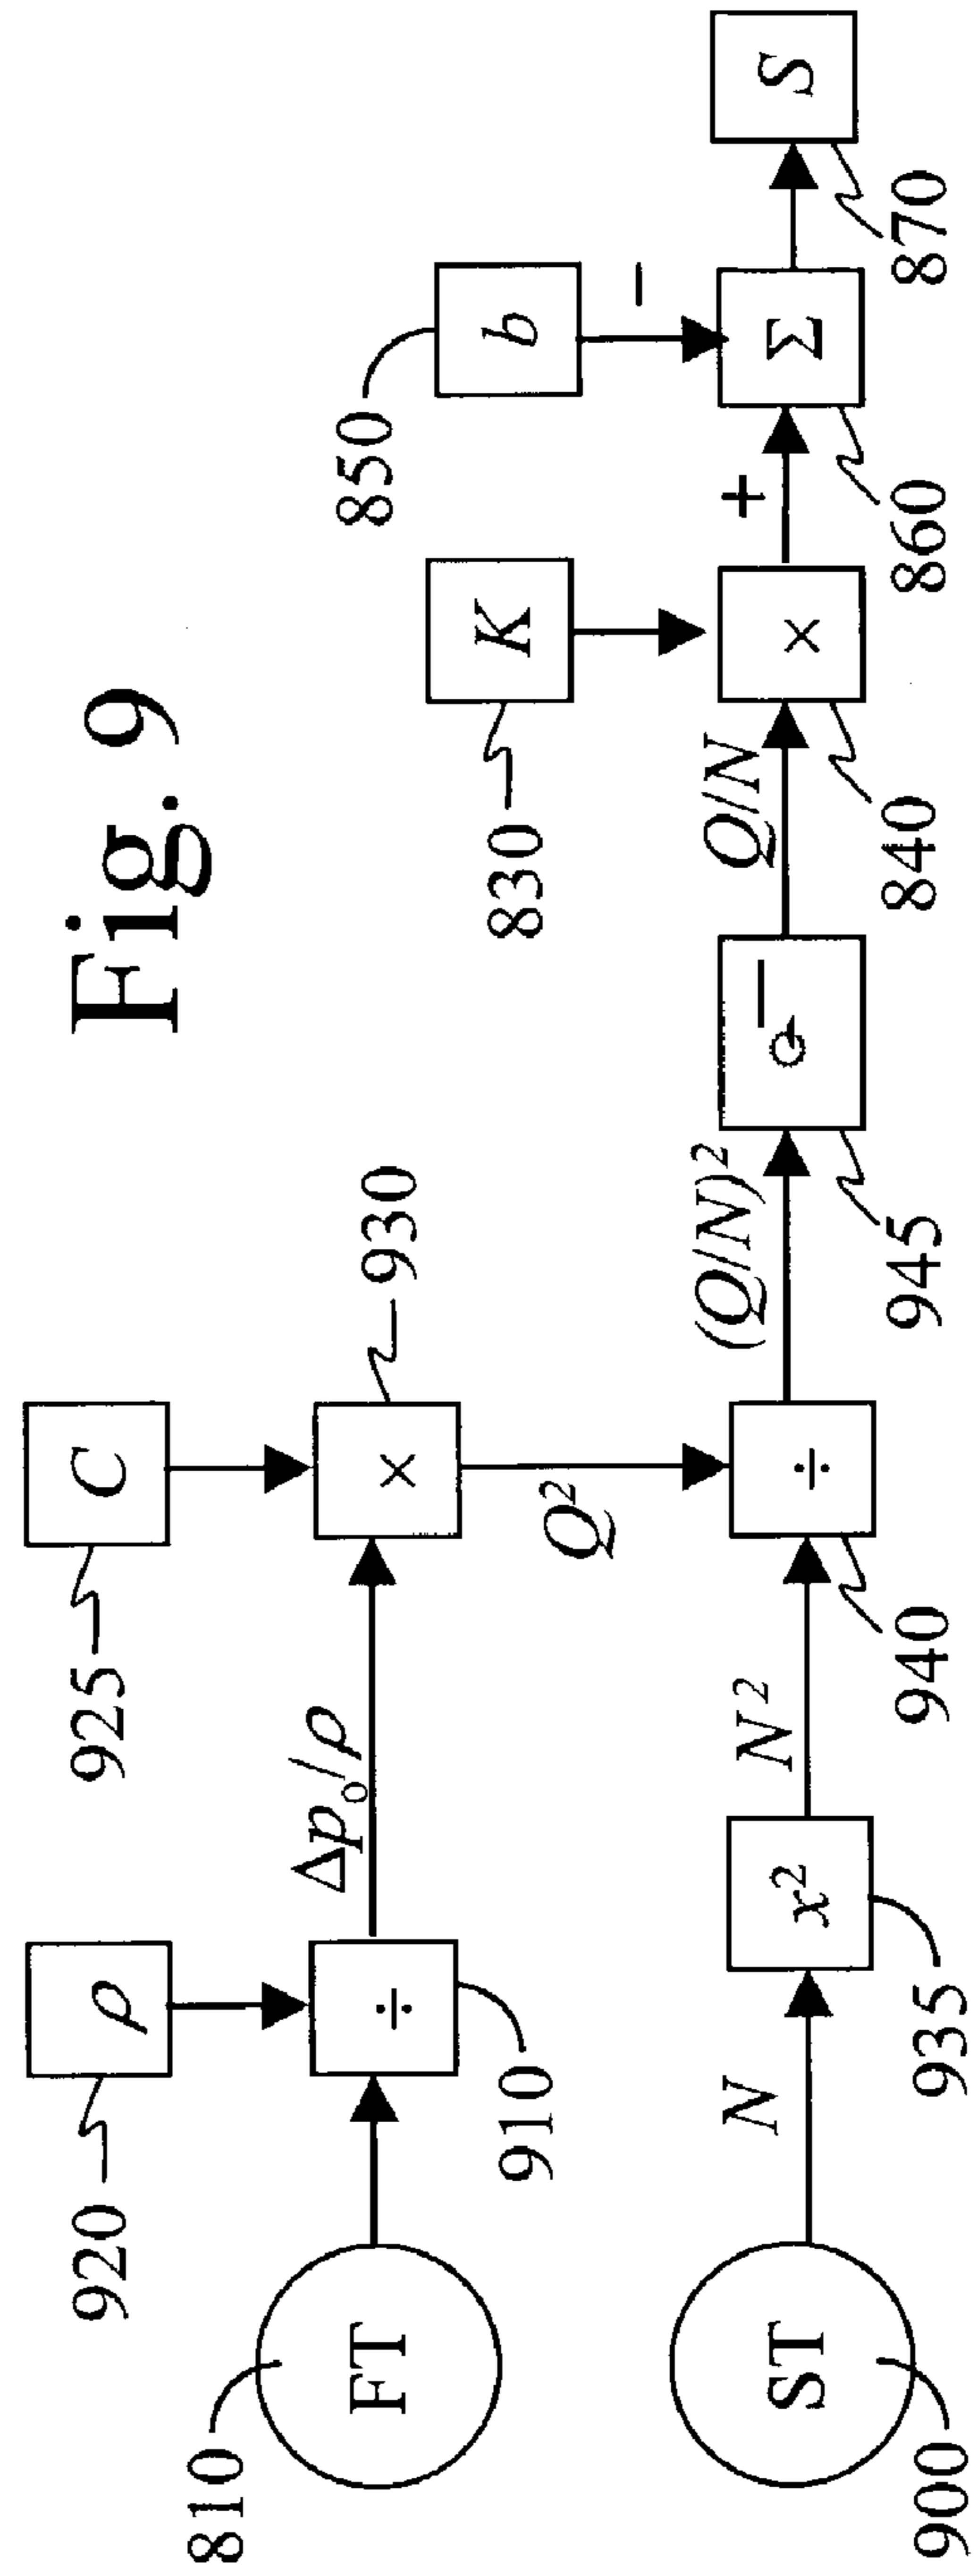 Fig. 9
920
ρ
925
C
810
FT
÷
910
Δp₀/ρ
×
930
Q²
850
b
−
830
K
900
ST
N
x²
935
N²
÷
940
(Q/N)²
945
Q/N
×
840
+
Σ
860
S
870